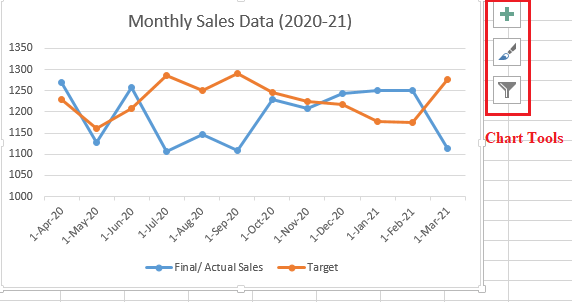 Monthly Sales Data (2020-21)
1350
1300
1250
1200
1150
1100
1050
1000
1-Apr-20
1-May-20
1-Jun-20
1-Jul-20
1-Aug-20
1-Sep-20
1-Oct-20
1-Nov-20
1-Dec-20
1-Jan-21
1-Feb-21
1-Mar-21
Final/ Actual Sales
Target
Chart Tools